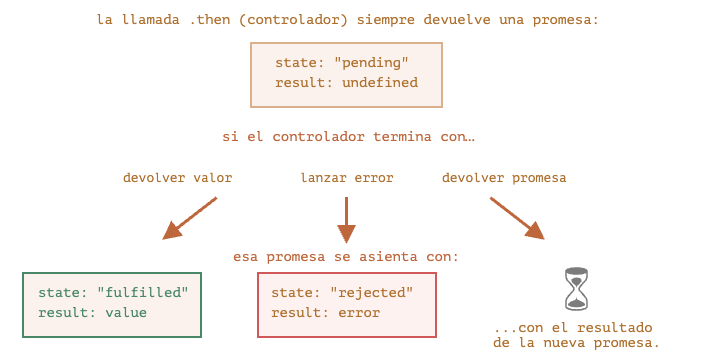 la llamada .then (controlador) siempre devuelve una promesa:
state: "pending"
result: undefined
si el controlador termina con…
devolver valor
lanzar error
devolver promesa
esa promesa se asienta con:
state: "fulfilled"
result: value
state: "rejected"
result: error
...con el resultado
de la nueva promesa.